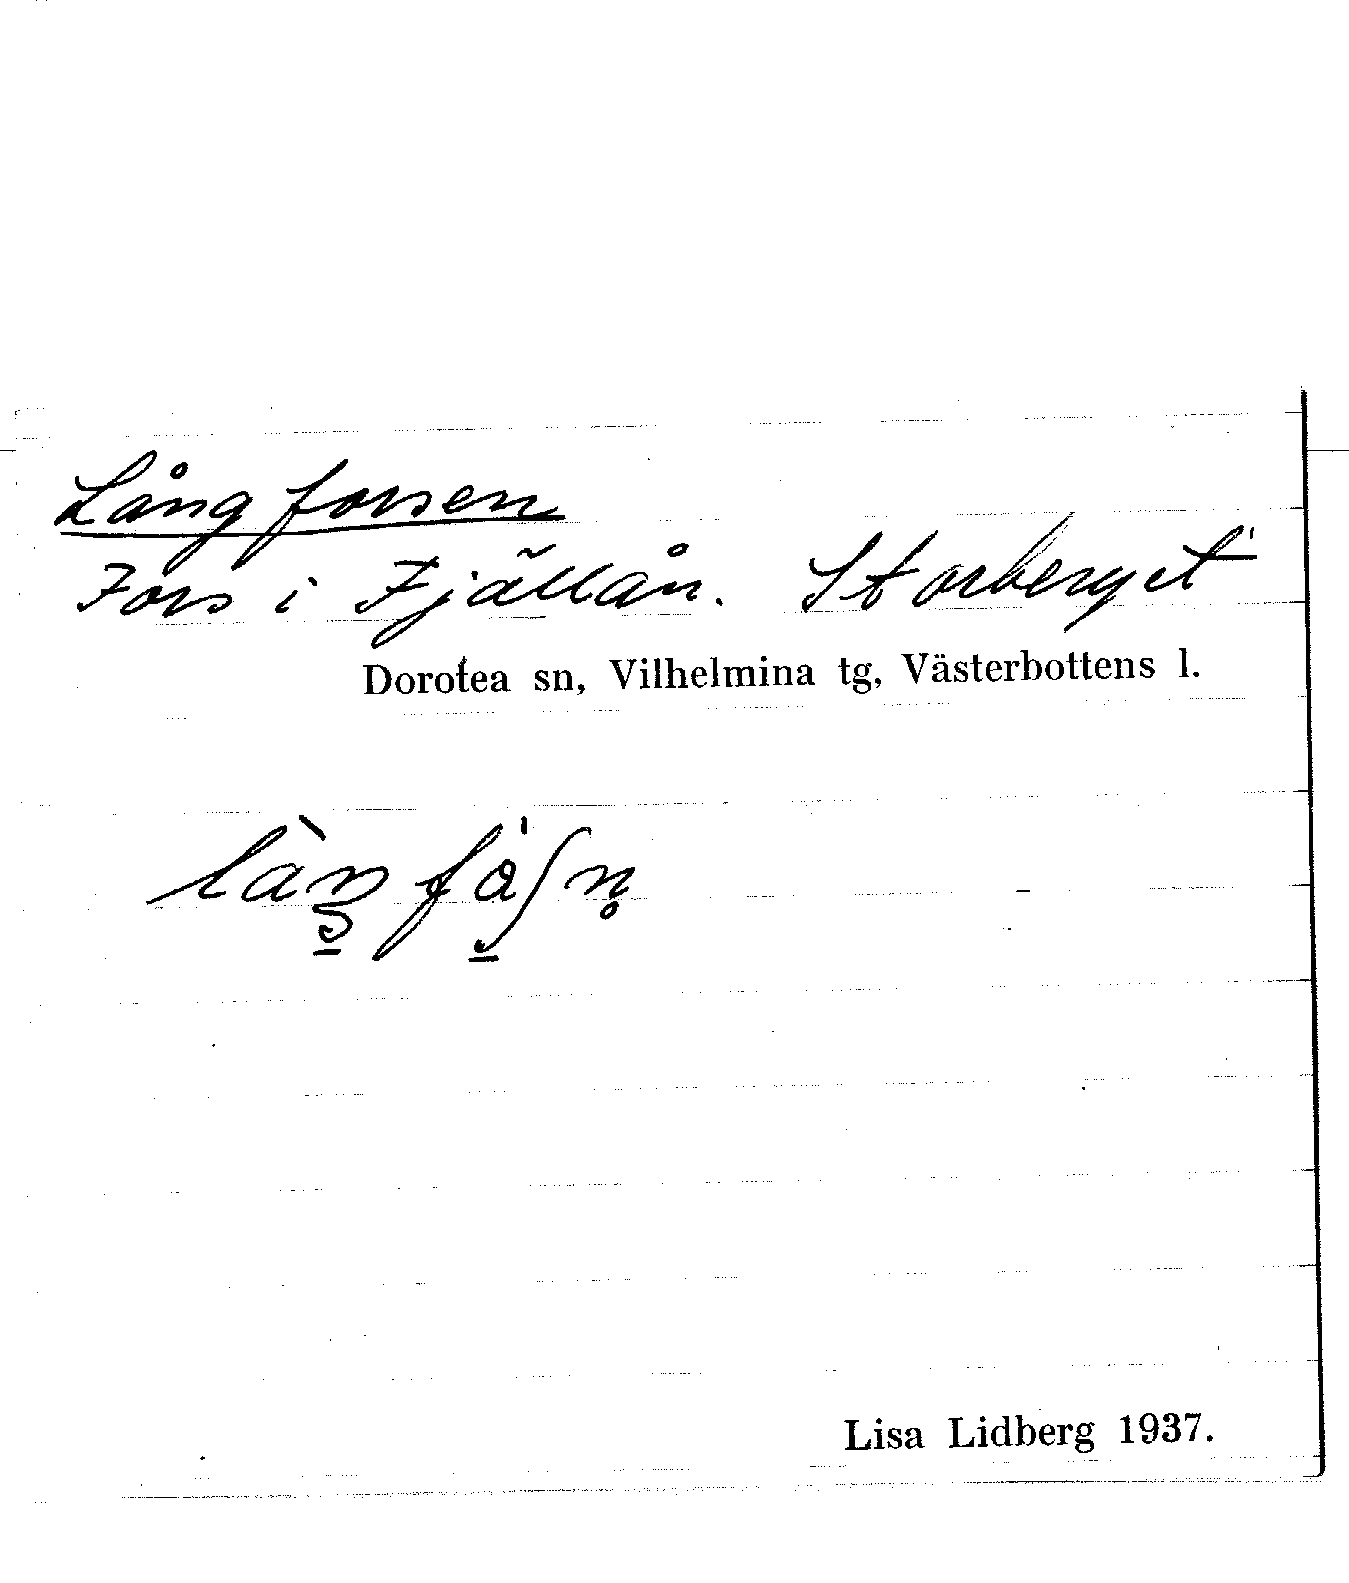 Långforsen
Fors i Fjällån. Storberget
Dorotea sn, Vilhelmina tg, Västerbottens l.
Lisa Lidberg 1937.